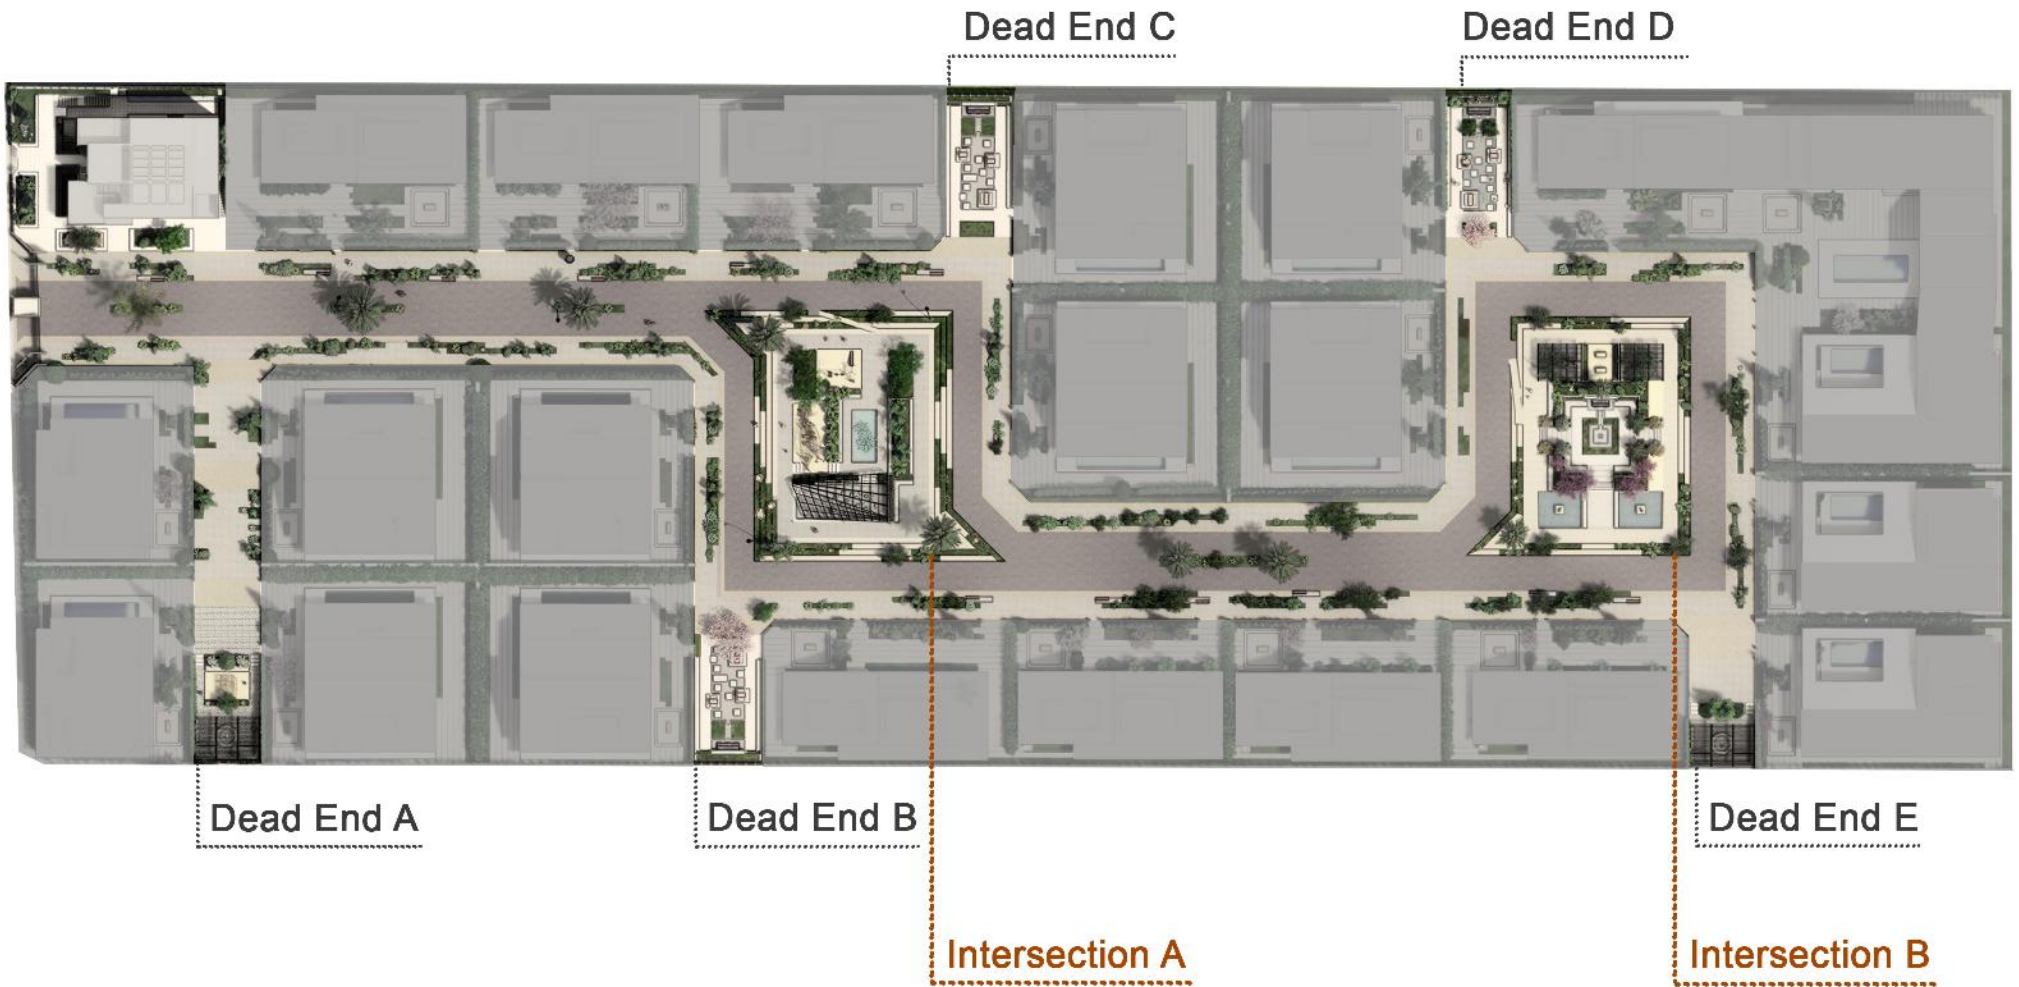 Dead End C
Dead End D
Dead End A
Dead End B
Dead End E
Intersection A
Intersection B